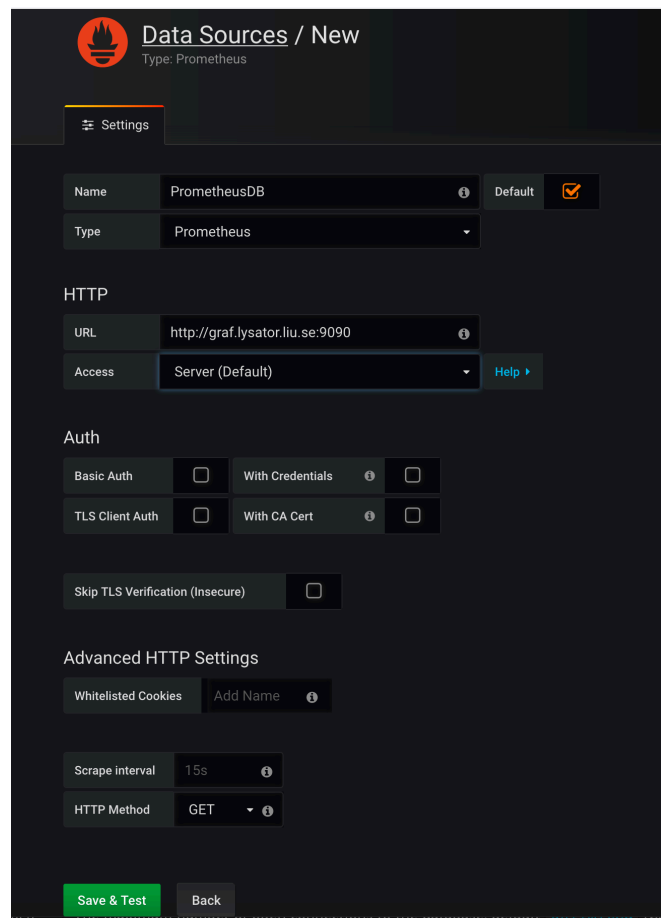 Data Sources / New
Type: Prometheus
Settings
Name PrometheusDB Default
Type Prometheus
HTTP
URL http://graf.lysator.liu.se:9090
Access Server (Default) Help
Auth
Basic Auth With Credentials
TLS Client Auth With CA Cert
Skip TLS Verification (Insecure)
Advanced HTTP Settings
Whitelisted Cookies Add Name
Scrape interval 15s
HTTP Method GET
Save & Test Back